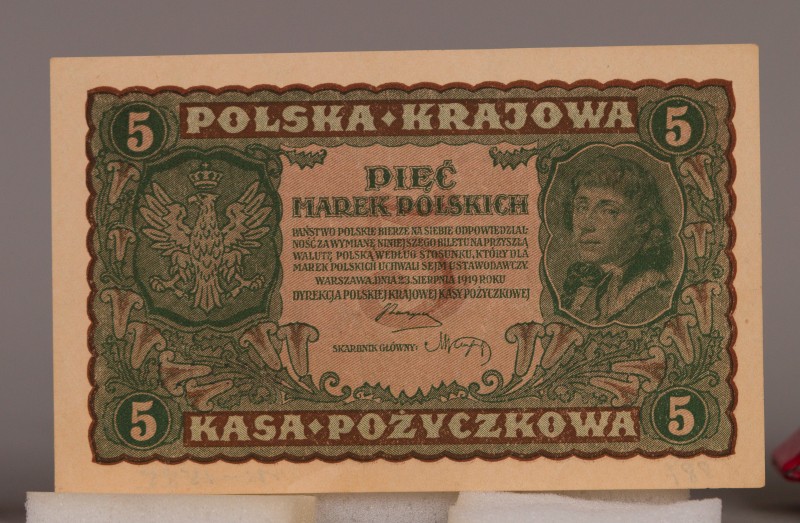 5 POLSKA KRAJOWA 5
PIĘĆ
MAREK POLSKICH
PAŃSTWO POLSKIE BIERZE NA SIEBIE ODPOWIEDZIAL-
NOŚĆ ZA WYMIANĘ NINIEJSZEGO BILETU NA PRZYSZŁĄ
WALUTĘ POLSKĄ WEDŁUG STOSUNKU, KTÓRY DLA
MAREK POLSKICH UCHWALI SEJM USTAWODAWCZY.
WARSZAWA, DNIA 23. SIERPNIA 1919 ROKU
DYREKCJA POLSKIEJ KRAJOWEJ KASY POŻYCZKOWEJ
SKARBNIK GŁÓWNY:
5 KASA POŻYCZKOWA 5